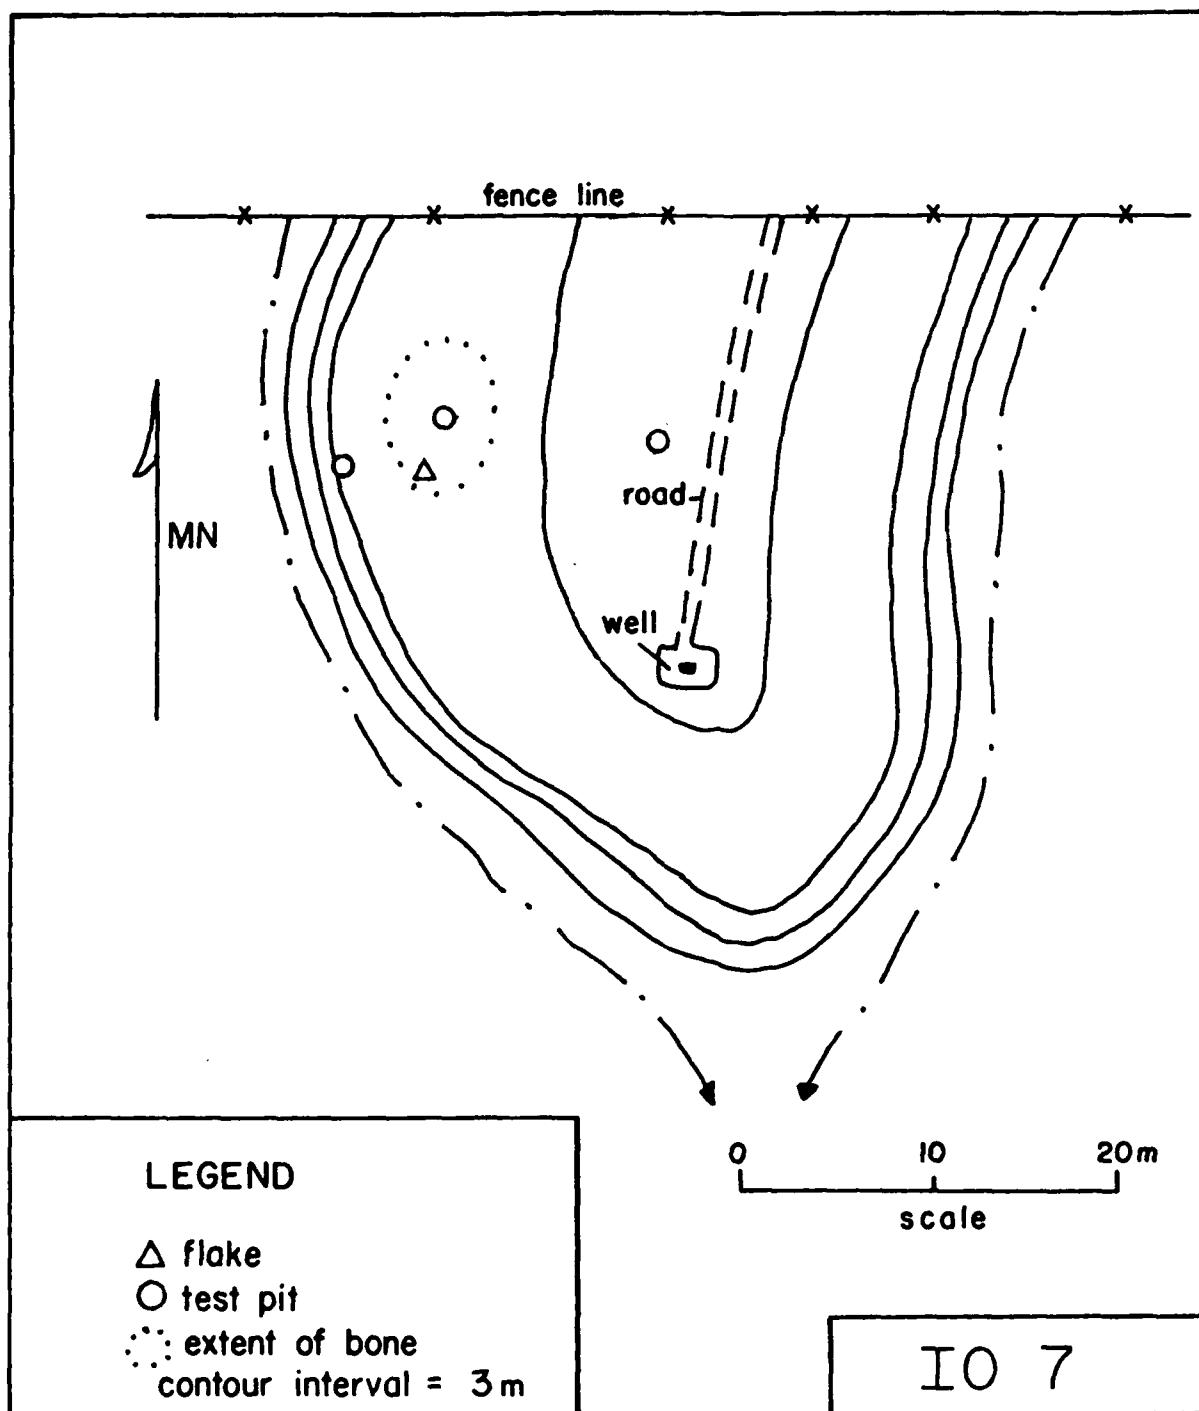 fence line
MN
road
well
0 10 20m
scale
LEGEND
flake
test pit
extent of bone
contour interval = 3m
IO 7